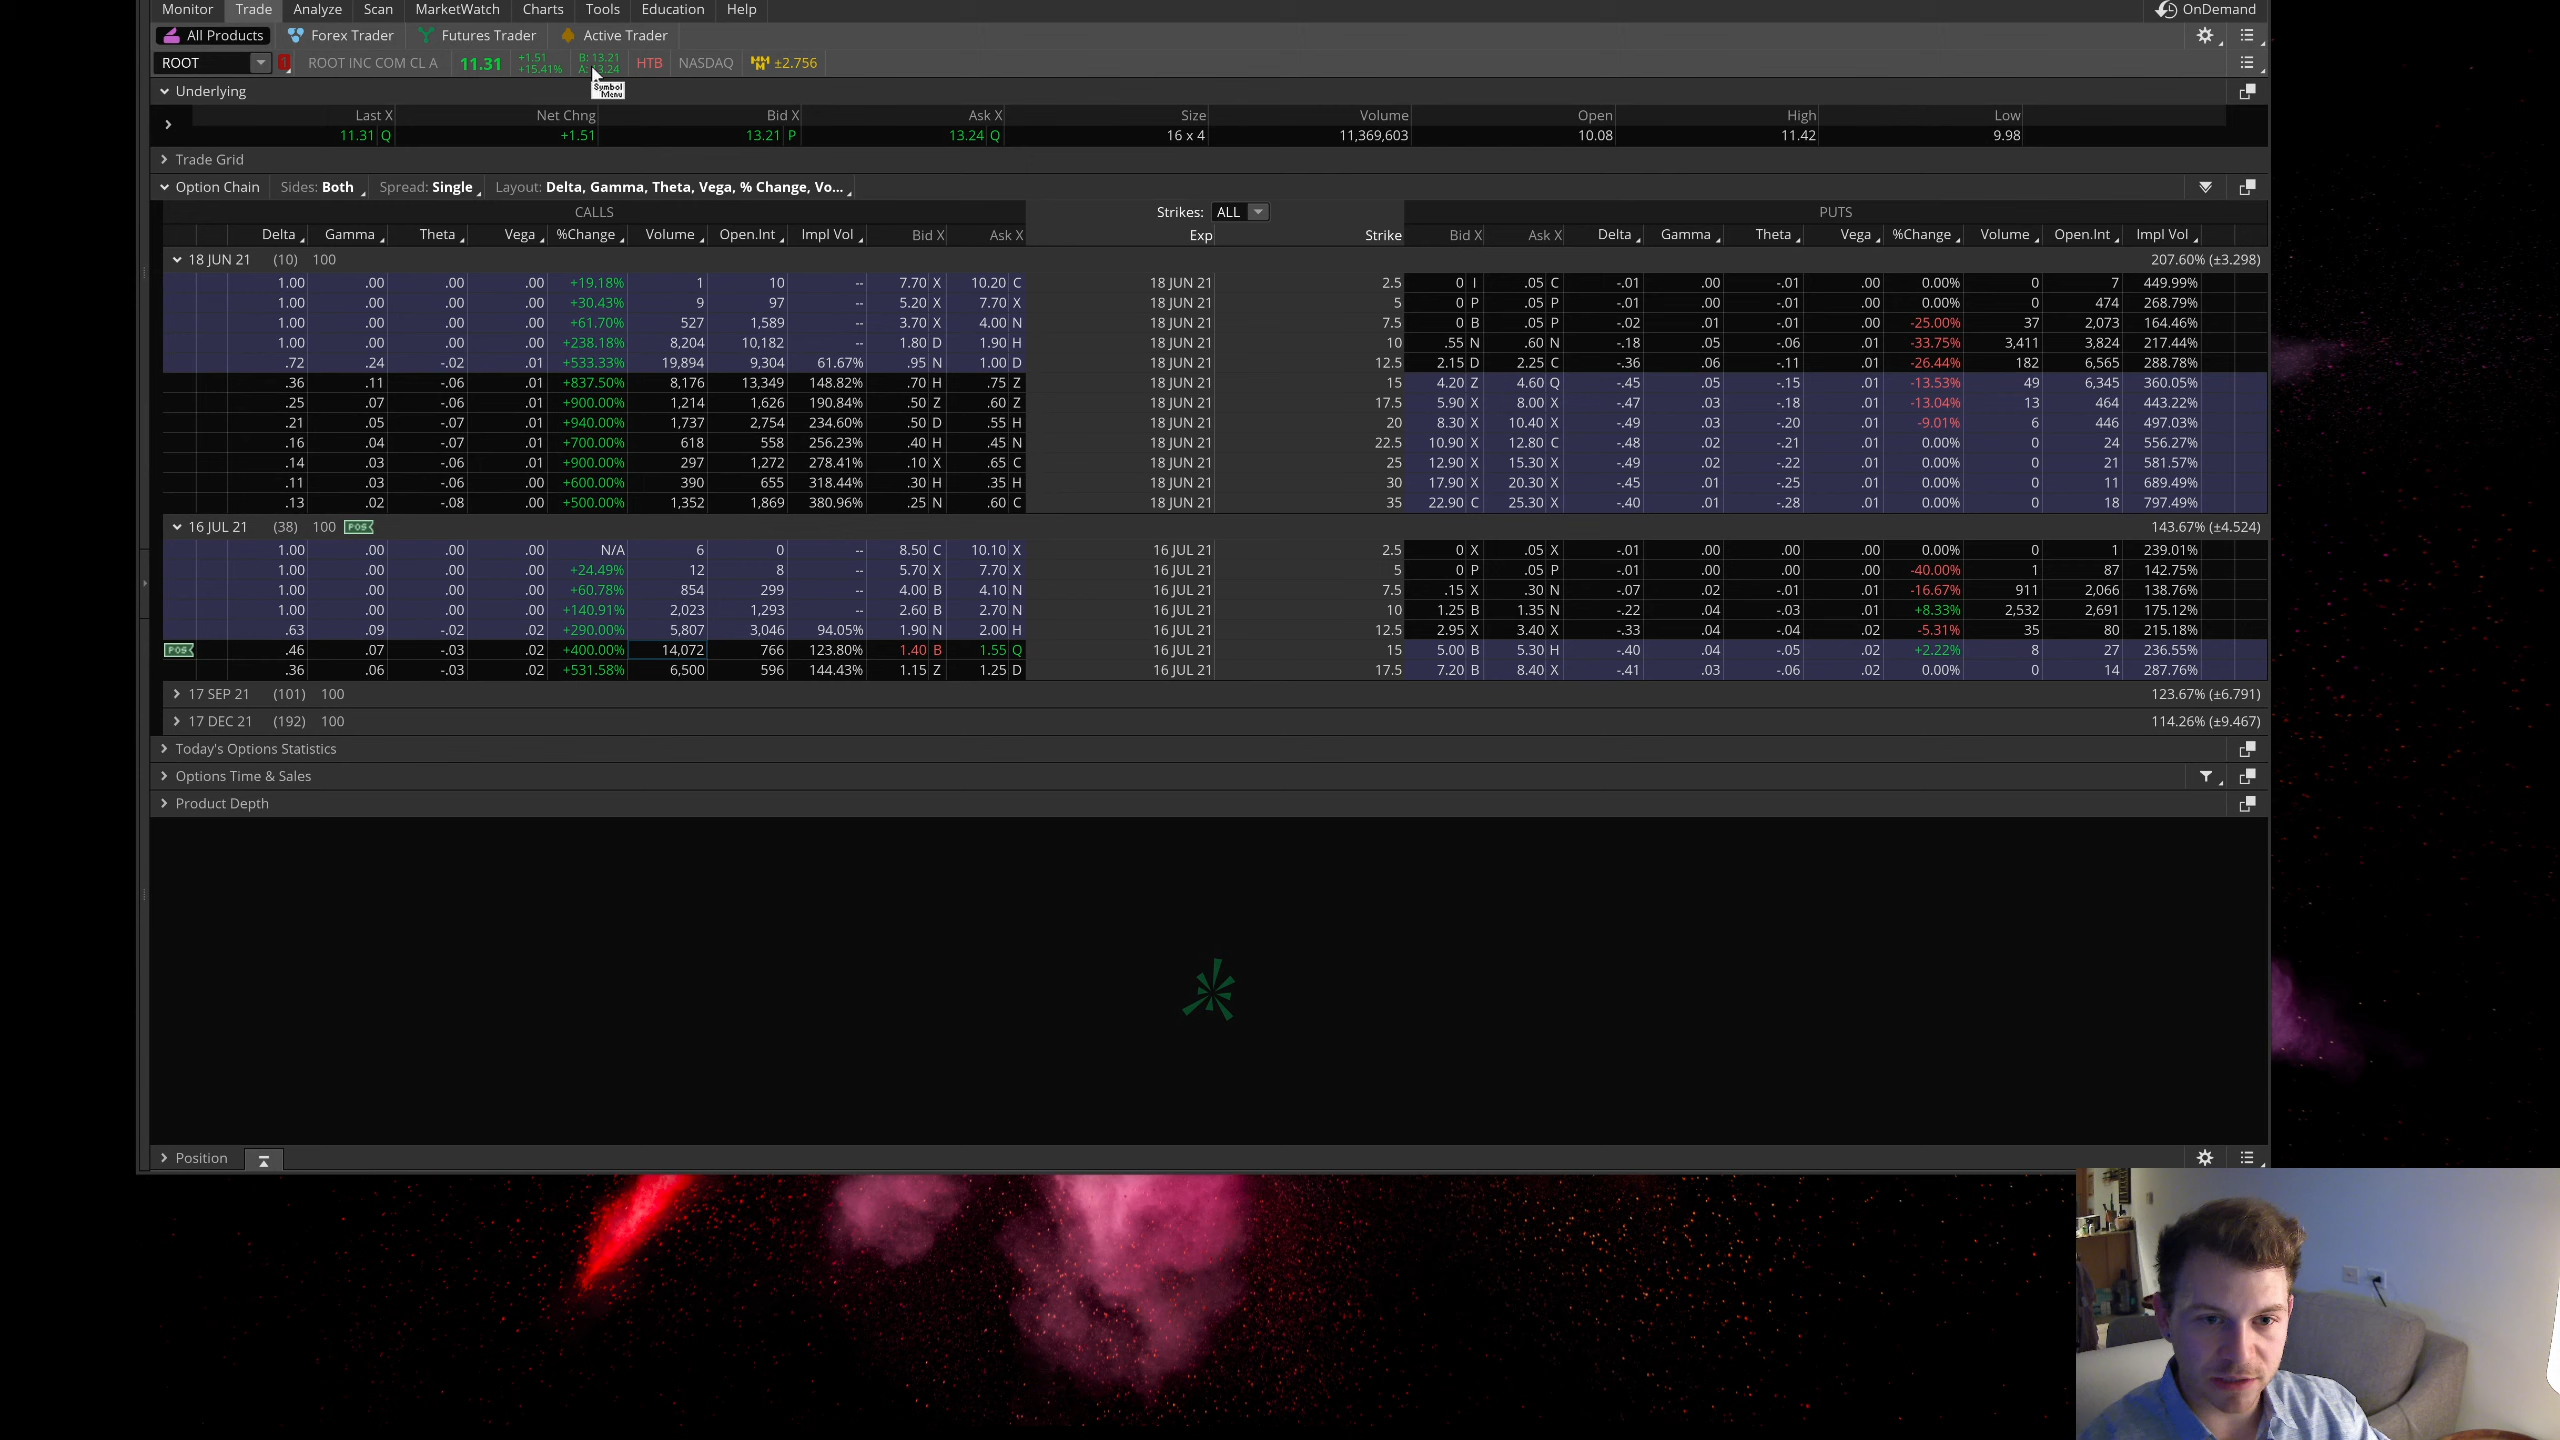 Monitor Trade Analyze Scan MarketWatch Charts Tools Education Help OnDemand
All Products Forex Trader Futures Trader Active Trader
ROOT 1 ROOT INC COM CL A 11.31 +1.51 +15.41% B: 13.21 A: 13.24 HTB NASDAQ ±2.756
Symbol Menu
Underlying
Last X Net Chng Bid X Ask X Size Volume Open High Low
11.31 Q +1.51 13.21 P 13.24 Q 16 x 4 11,369,603 10.08 11.42 9.98
Trade Grid
Option Chain Sides: Both Spread: Single Layout: Delta, Gamma, Theta, Vega, % Change, Vo...
CALLS Strikes: ALL PUTS
Delta Gamma Theta Vega %Change Volume Open.Int Impl Vol Bid X Ask X Exp Strike Bid X Ask X Delta Gamma Theta Vega %Change Volume Open.Int Impl Vol
18 JUN 21 (10) 100 207.60% (±3.298)
1.00 .00 .00 .00 +19.18% 1 10 -- 7.70 X 10.20 C 18 JUN 21 2.5 0 I .05 C -.01 .00 -.01 .00 0.00% 0 7 449.99%
1.00 .00 .00 .00 +30.43% 9 97 -- 5.20 X 7.70 X 18 JUN 21 5 0 P .05 P -.01 .00 -.01 .00 0.00% 0 474 268.79%
1.00 .00 .00 .00 +61.70% 527 1,589 -- 3.70 X 4.00 N 18 JUN 21 7.5 0 B .05 P -.02 .01 -.01 .00 -25.00% 37 2,073 164.46%
1.00 .00 .00 .00 +238.18% 8,204 10,182 -- 1.80 D 1.90 H 18 JUN 21 10 .55 N .60 N -.18 .05 -.06 .01 -33.75% 3,411 3,824 217.44%
.72 .24 -.02 .01 +533.33% 19,894 9,304 61.67% .95 N 1.00 D 18 JUN 21 12.5 2.15 D 2.25 C -.36 .06 -.11 .01 -26.44% 182 6,565 288.78%
.36 .11 -.06 .01 +837.50% 8,176 13,349 148.82% .70 H .75 Z 18 JUN 21 15 4.20 Z 4.60 Q -.45 .05 -.15 .01 -13.53% 49 6,345 360.05%
.25 .07 -.06 .01 +900.00% 1,214 1,626 190.84% .50 Z .60 Z 18 JUN 21 17.5 5.90 X 8.00 X -.47 .03 -.18 .01 -13.04% 13 464 443.22%
.21 .05 -.07 .01 +940.00% 1,737 2,754 234.60% .50 D .55 H 18 JUN 21 20 8.30 X 10.40 X -.49 .03 -.20 .01 -9.01% 6 446 497.03%
.16 .04 -.07 .01 +700.00% 618 558 256.23% .40 H .45 N 18 JUN 21 22.5 10.90 X 12.80 C -.48 .02 -.21 .01 0.00% 0 24 556.27%
.14 .03 -.06 .01 +900.00% 297 1,272 278.41% .10 X .65 C 18 JUN 21 25 12.90 X 15.30 X -.49 .02 -.22 .01 0.00% 0 21 581.57%
.11 .03 -.06 .00 +600.00% 390 655 318.44% .30 H .35 H 18 JUN 21 30 17.90 X 20.30 X -.45 .01 -.25 .01 0.00% 0 11 689.49%
.13 .02 -.08 .00 +500.00% 1,352 1,869 380.96% .25 N .60 C 18 JUN 21 35 22.90 C 25.30 X -.40 .01 -.28 .01 0.00% 0 18 797.49%
16 JUL 21 (38) 100 POS 143.67% (±4.524)
1.00 .00 .00 .00 N/A 6 0 -- 8.50 C 10.10 X 16 JUL 21 2.5 0 X .05 X -.01 .00 .00 .00 0.00% 0 1 239.01%
1.00 .00 .00 .00 +24.49% 12 8 -- 5.70 X 7.70 X 16 JUL 21 5 0 P .05 P -.01 .00 .00 .00 -40.00% 1 87 142.75%
1.00 .00 .00 .00 +60.78% 854 299 -- 4.00 B 4.10 N 16 JUL 21 7.5 .15 X .30 N -.07 .02 -.01 .01 -16.67% 911 2,066 138.76%
1.00 .00 .00 .00 +140.91% 2,023 1,293 -- 2.60 B 2.70 N 16 JUL 21 10 1.25 B 1.35 N -.22 .04 -.03 .01 +8.33% 2,532 2,691 175.12%
.63 .09 -.02 .02 +290.00% 5,807 3,046 94.05% 1.90 N 2.00 H 16 JUL 21 12.5 2.95 X 3.40 X -.33 .04 -.04 .02 -5.31% 35 80 215.18%
POS .46 .07 -.03 .02 +400.00% 14,072 766 123.80% 1.40 B 1.55 Q 16 JUL 21 15 5.00 B 5.30 H -.40 .04 -.05 .02 +2.22% 8 27 236.55%
.36 .06 -.03 .02 +531.58% 6,500 596 144.43% 1.15 Z 1.25 D 16 JUL 21 17.5 7.20 B 8.40 X -.41 .03 -.06 .02 0.00% 0 14 287.76%
17 SEP 21 (101) 100 123.67% (±6.791)
17 DEC 21 (192) 100 114.26% (±9.467)
Today's Options Statistics
Options Time & Sales
Product Depth
Position